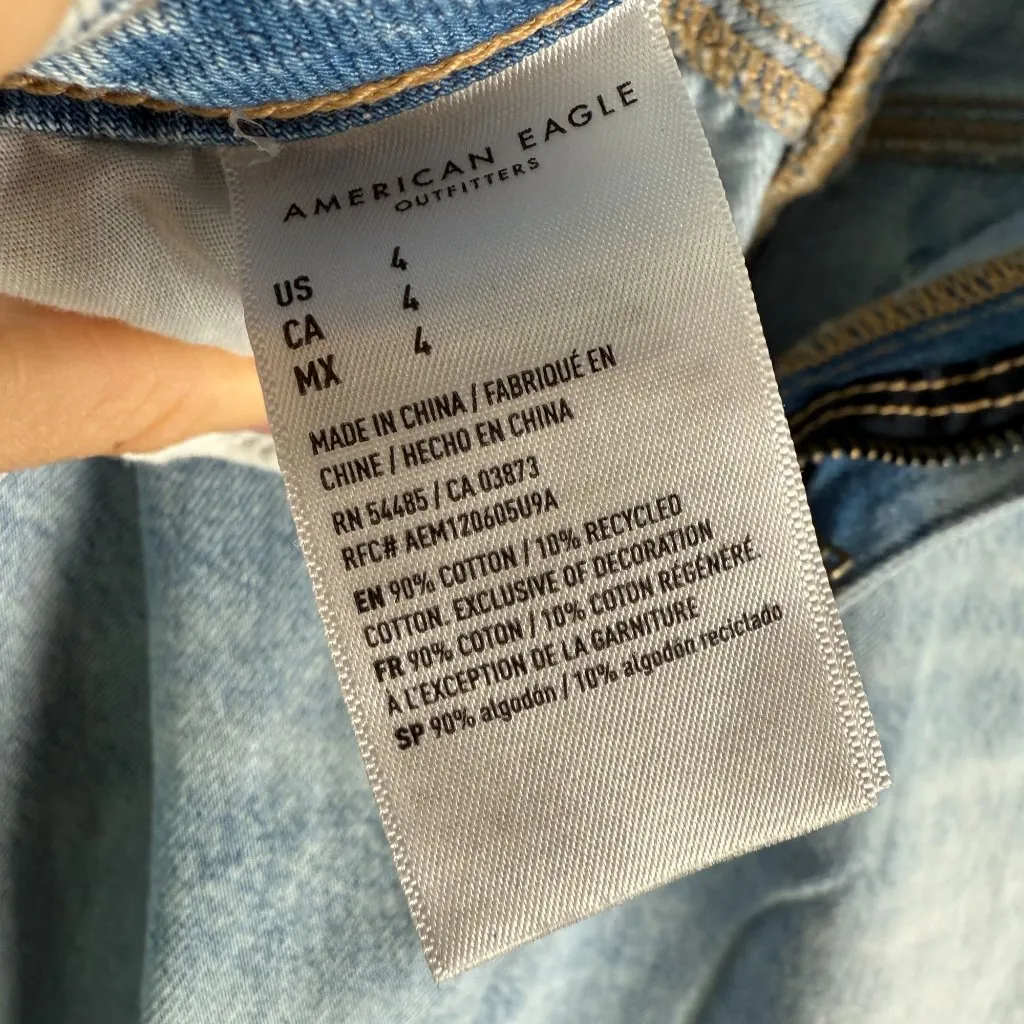 AMERICAN EAGLE
OUTFITTERS
US 4
CA 4
MX 4
MADE IN CHINA / FABRIQUÉ EN
CHINE / HECHO EN CHINA
RN 54485 / CA 03873
RFC# AEM120605U9A
EN 90% COTTON / 10% RECYCLED
COTTON. EXCLUSIVE OF DECORATION
FR 90% COTON / 10% COTON RÉGÉNÉRÉ.
À L'EXCEPTION DE LA GARNITURE
SP 90% algodón / 10% algodón reciclado